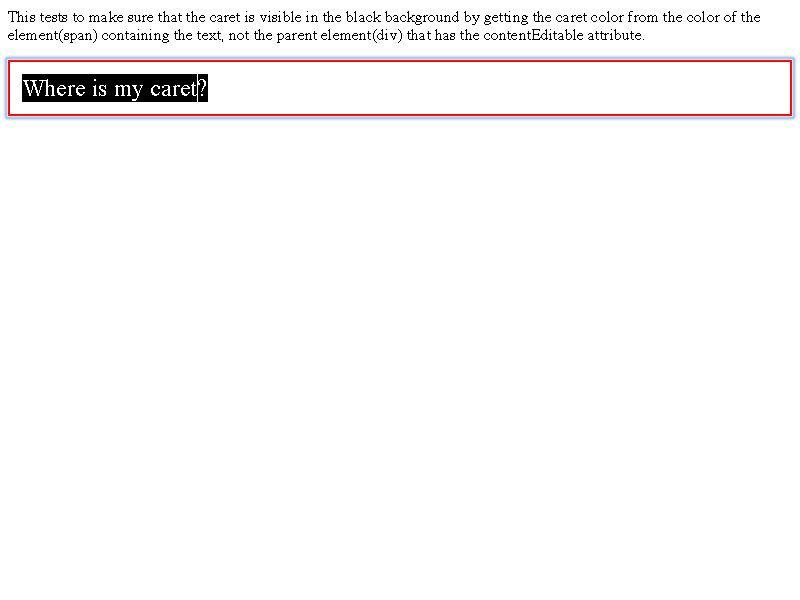 This tests to make sure that the caret is visible in the black background by getting the caret color from the color of the
element(span) containing the text, not the parent element(div) that has the contentEditable attribute.
Where is my caret?